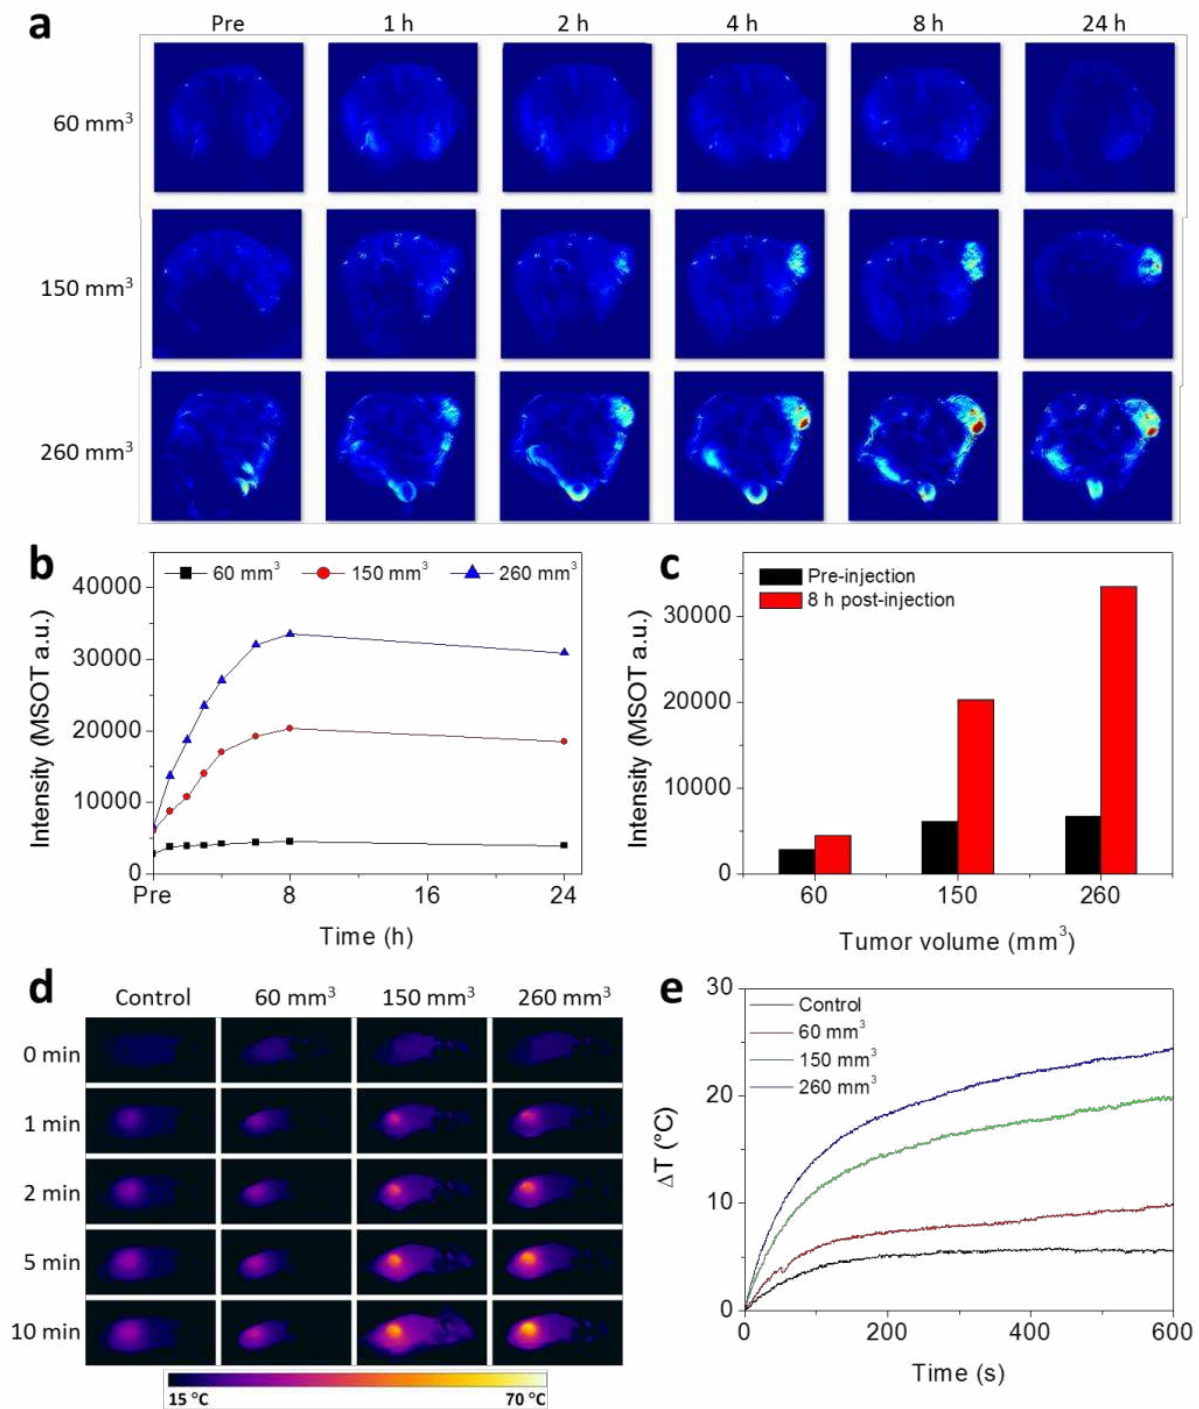 a
Pre 1 h 2 h 4 h 8 h 24 h
60 mm³
150 mm³
260 mm³
b
60 mm³ 150 mm³ 260 mm³
40000
30000
20000
10000
0
Pre 8 16 24
Time (h)
Intensity (MSOT a.u.)
c
Pre-injection
8 h post-injection
30000
20000
10000
0
60 150 260
Tumor volume (mm³)
Intensity (MSOT a.u.)
d
Control 60 mm³ 150 mm³ 260 mm³
0 min
1 min
2 min
5 min
10 min
15 °C 70 °C
e
Control
60 mm³
150 mm³
260 mm³
30
20
10
0
0 200 400 600
Time (s)
ΔT (°C)